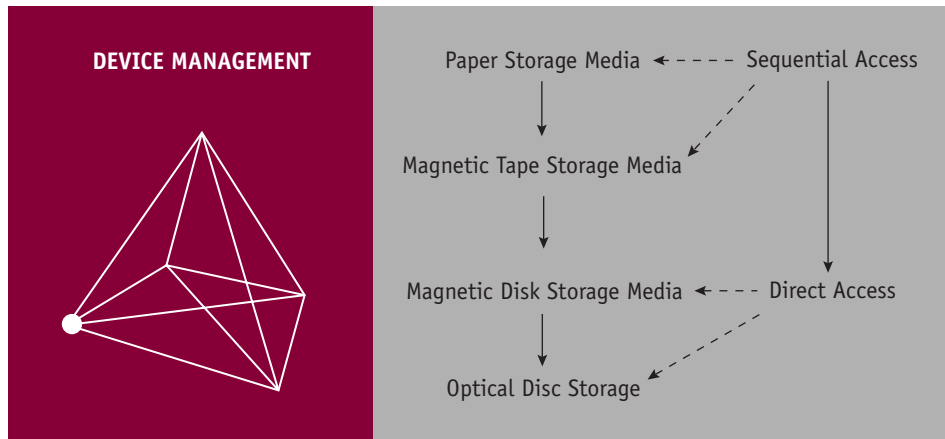 DEVICE MANAGEMENT
Paper Storage Media
Sequential Access
Magnetic Tape Storage Media
Magnetic Disk Storage Media
Direct Access
Optical Disc Storage